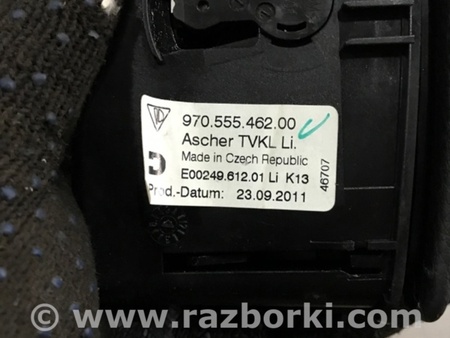 970.555.462.00
Ascher TVKL Li.
Made in Czech Republic
E00249.612.01 Li K13
Prod.-Datum: 23.09.2011
46707
© www.razborki.com